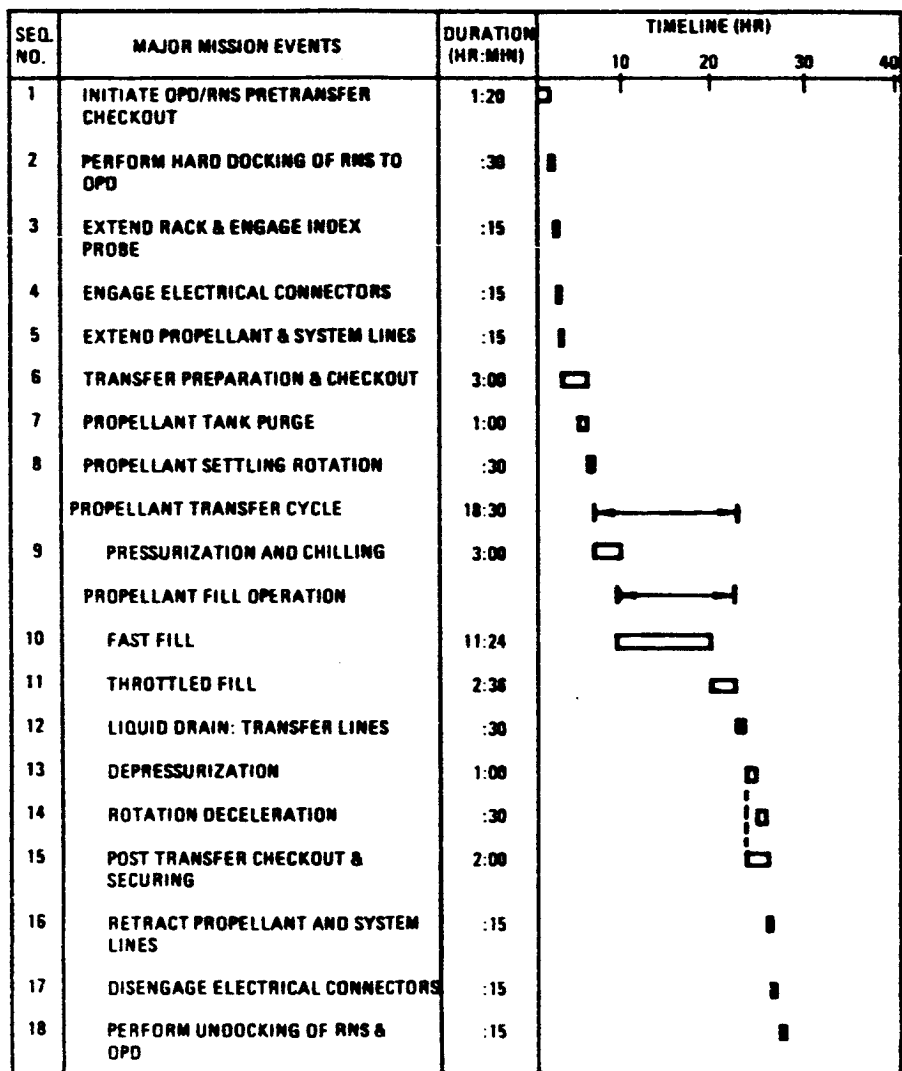 SEQ. NO. MAJOR MISSION EVENTS DURATION (HR:MIN) TIMELINE (HR)
10 20 30 40
1 INITIATE OPD/RNS PRETRANSFER CHECKOUT 1:20
2 PERFORM HARD DOCKING OF RNS TO OPD :30
3 EXTEND RACK & ENGAGE INDEX PROBE :15
4 ENGAGE ELECTRICAL CONNECTORS :15
5 EXTEND PROPELLANT & SYSTEM LINES :15
6 TRANSFER PREPARATION & CHECKOUT 3:00
7 PROPELLANT TANK PURGE 1:00
8 PROPELLANT SETTLING ROTATION :30
PROPELLANT TRANSFER CYCLE 18:30
9 PRESSURIZATION AND CHILLING 3:00
PROPELLANT FILL OPERATION
10 FAST FILL 11:24
11 THROTTLED FILL 2:36
12 LIQUID DRAIN: TRANSFER LINES :30
13 DEPRESSURIZATION 1:00
14 ROTATION DECELERATION :30
15 POST TRANSFER CHECKOUT & SECURING 2:00
16 RETRACT PROPELLANT AND SYSTEM LINES :15
17 DISENGAGE ELECTRICAL CONNECTORS :15
18 PERFORM UNDOCKING OF RNS & OPD :15